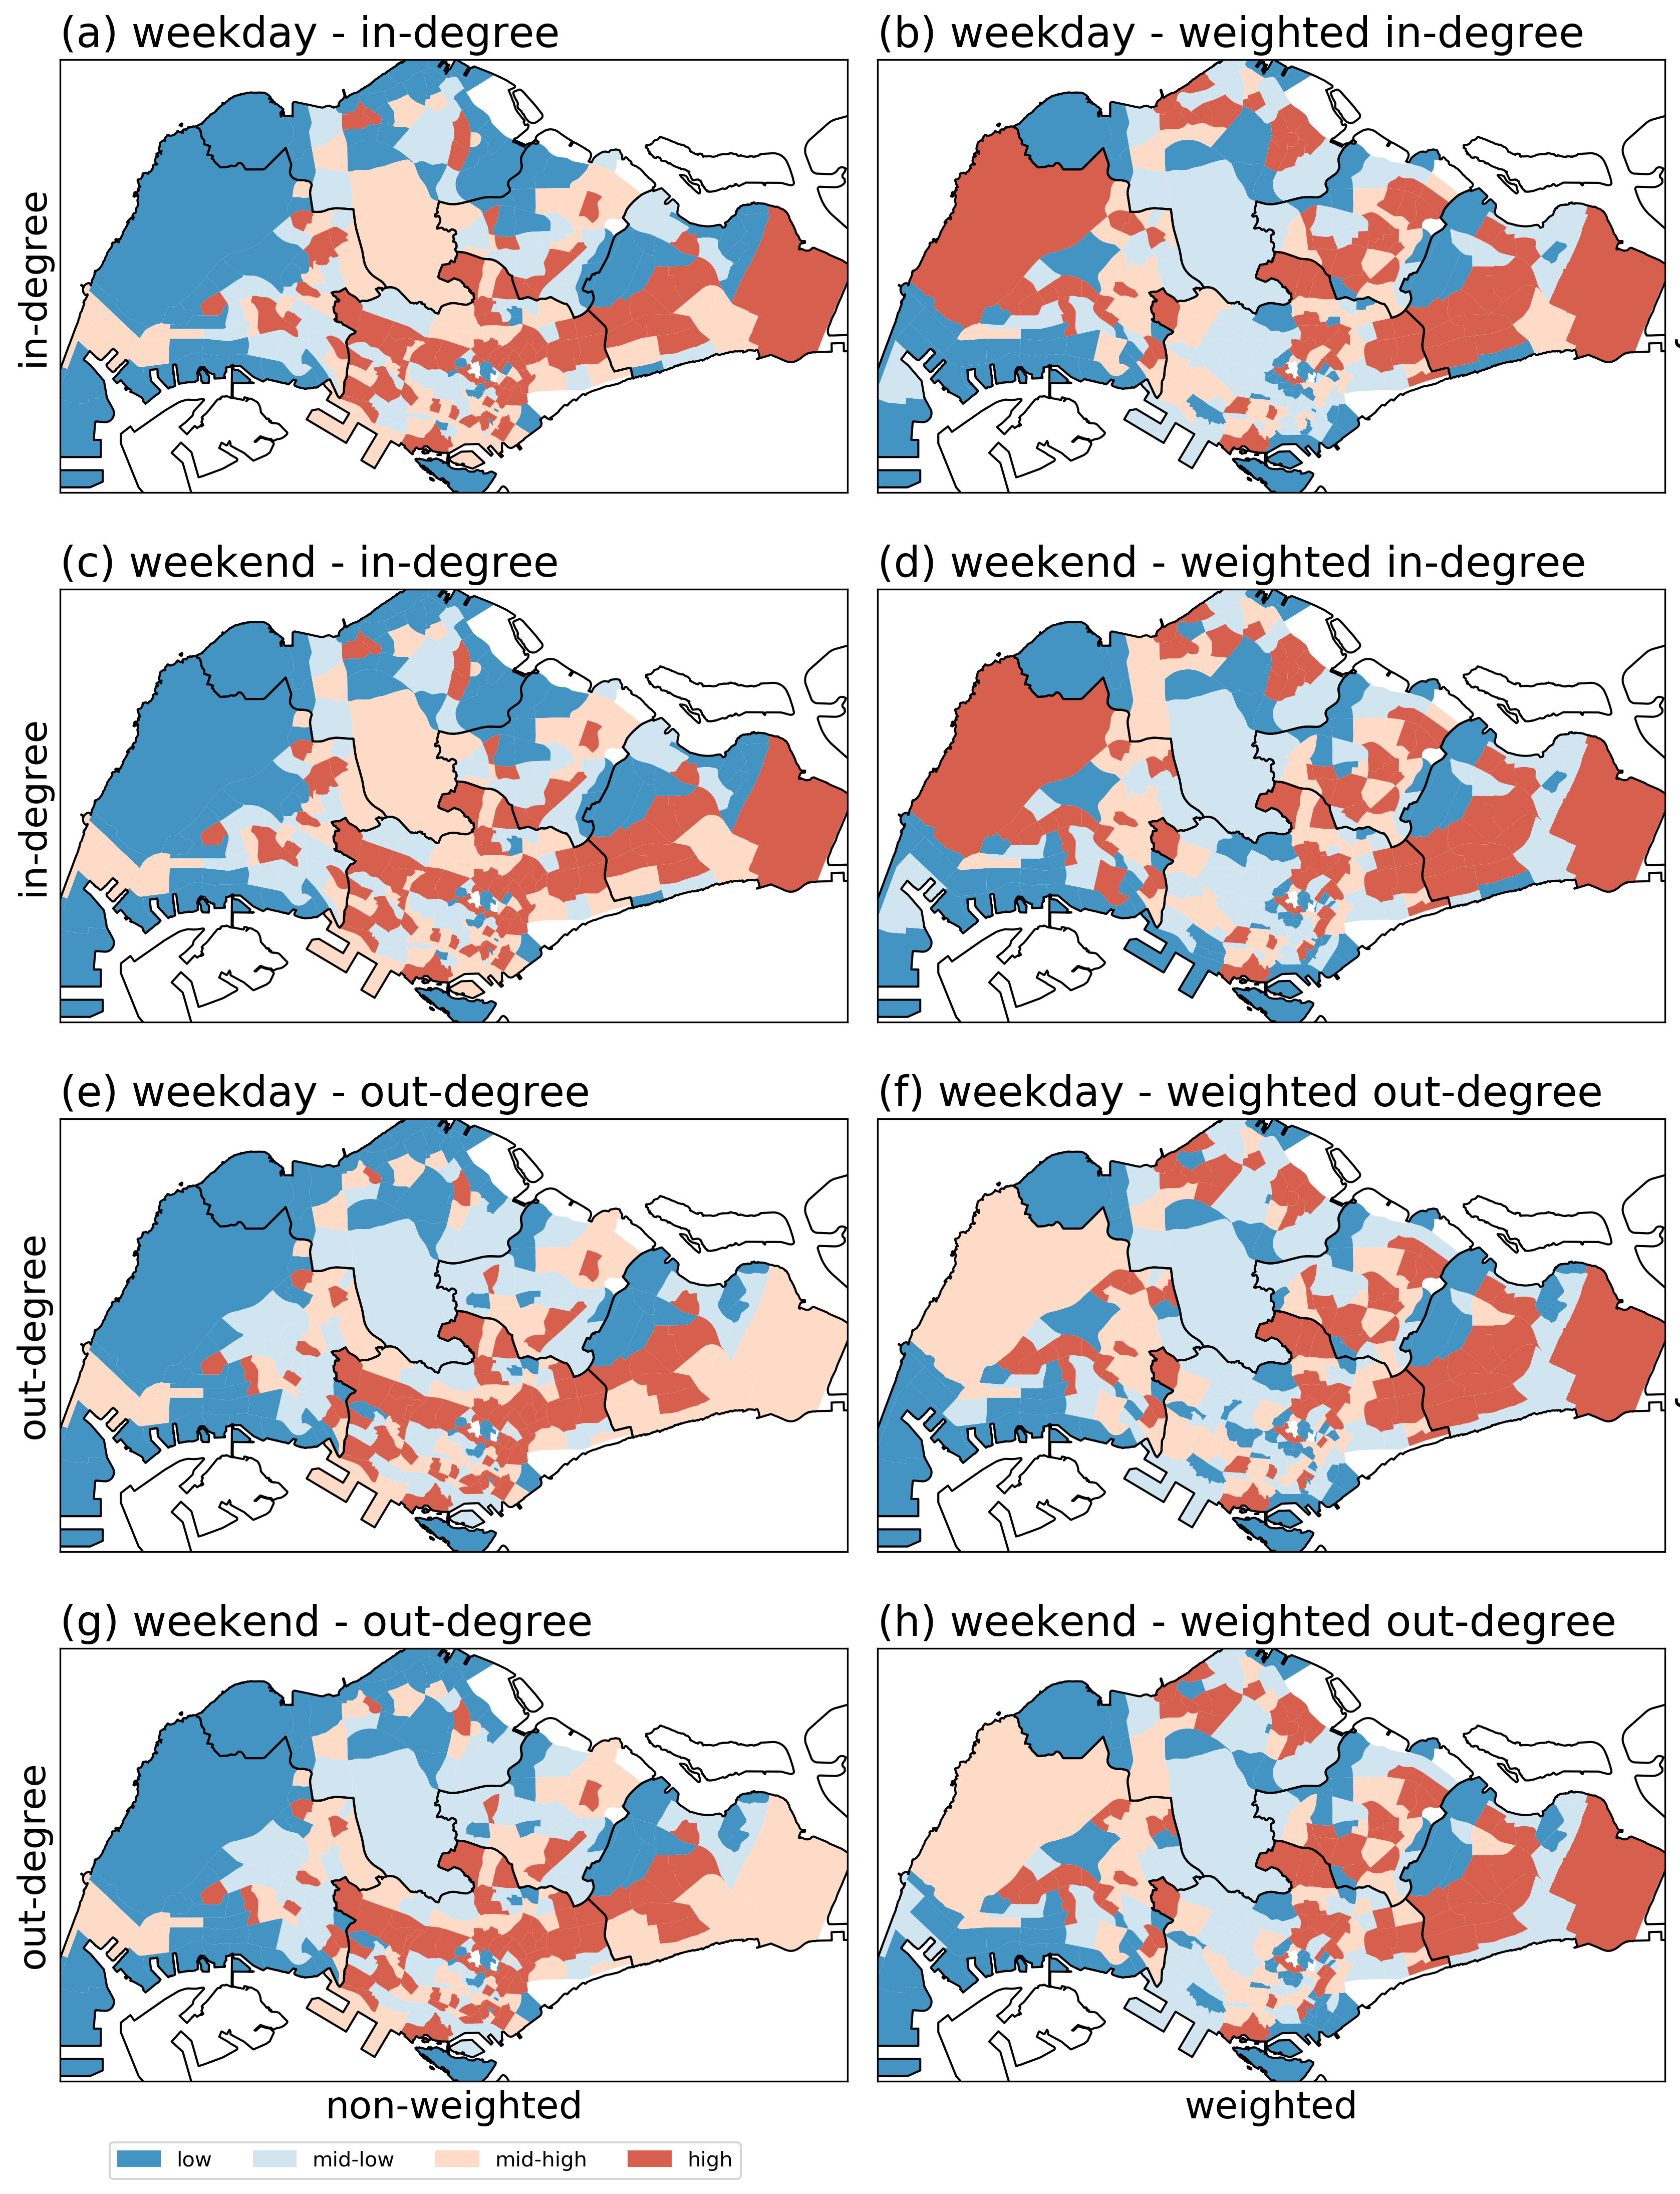 (a) weekday - in-degree
(b) weekday - weighted in-degree
in-degree
(c) weekend - in-degree
(d) weekend - weighted in-degree
in-degree
(e) weekday - out-degree
(f) weekday - weighted out-degree
out-degree
(g) weekend - out-degree
(h) weekend - weighted out-degree
out-degree
non-weighted
weighted
low
mid-low
mid-high
high